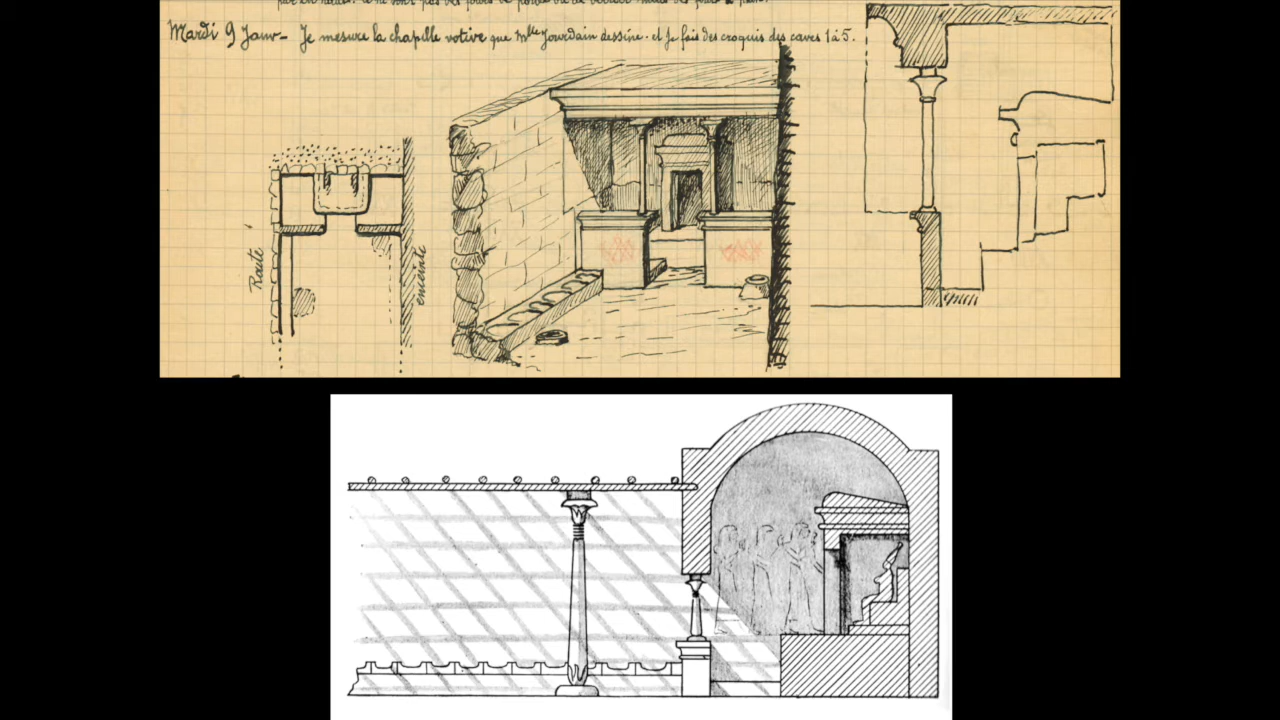 Mardi 9 Janv - Je mesure la chapelle votive que Mlle Jourdain dessine. et Je fais des croquis des caves 1 à 5.
Route
enceinte